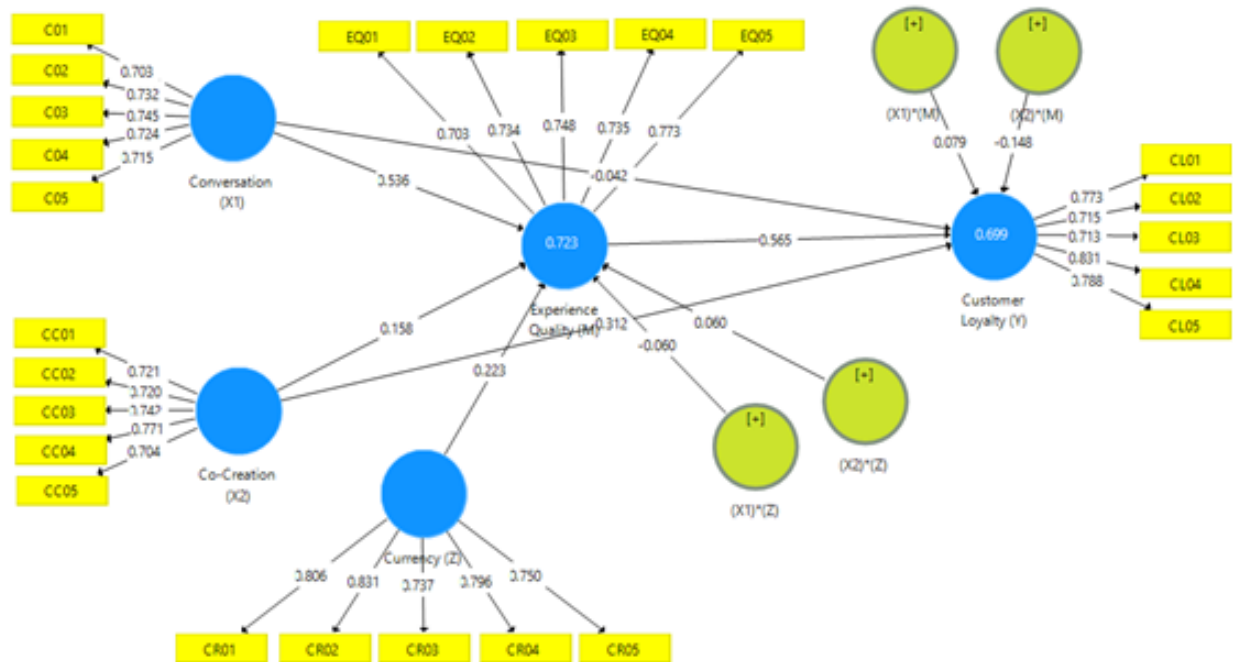 C01
C02
C03
C04
C05
0.703
0.732
0.745
0.724
0.715
Conversation
(X1)
EQ01
EQ02
EQ03
EQ04
EQ05
0.703
0.734
0.748
0.735
0.773
[+]
(X1)*(M)
0.079
[+]
(X2)*(M)
-0.148
0.536
-0.042
0.723
Experience
Quality (M)
0.565
0.699
Customer
Loyalty (Y)
CL01
CL02
CL03
CL04
CL05
0.773
0.715
0.713
0.831
0.788
0.158
0.312
0.223
-0.060
0.060
CC01
CC02
CC03
CC04
CC05
0.721
0.720
0.742
0.771
0.704
Co-Creation
(X2)
[+]
(X1)*(Z)
[+]
(X2)*(Z)
Currency (Z)
0.806
0.831
0.737
0.796
0.750
CR01
CR02
CR03
CR04
CR05